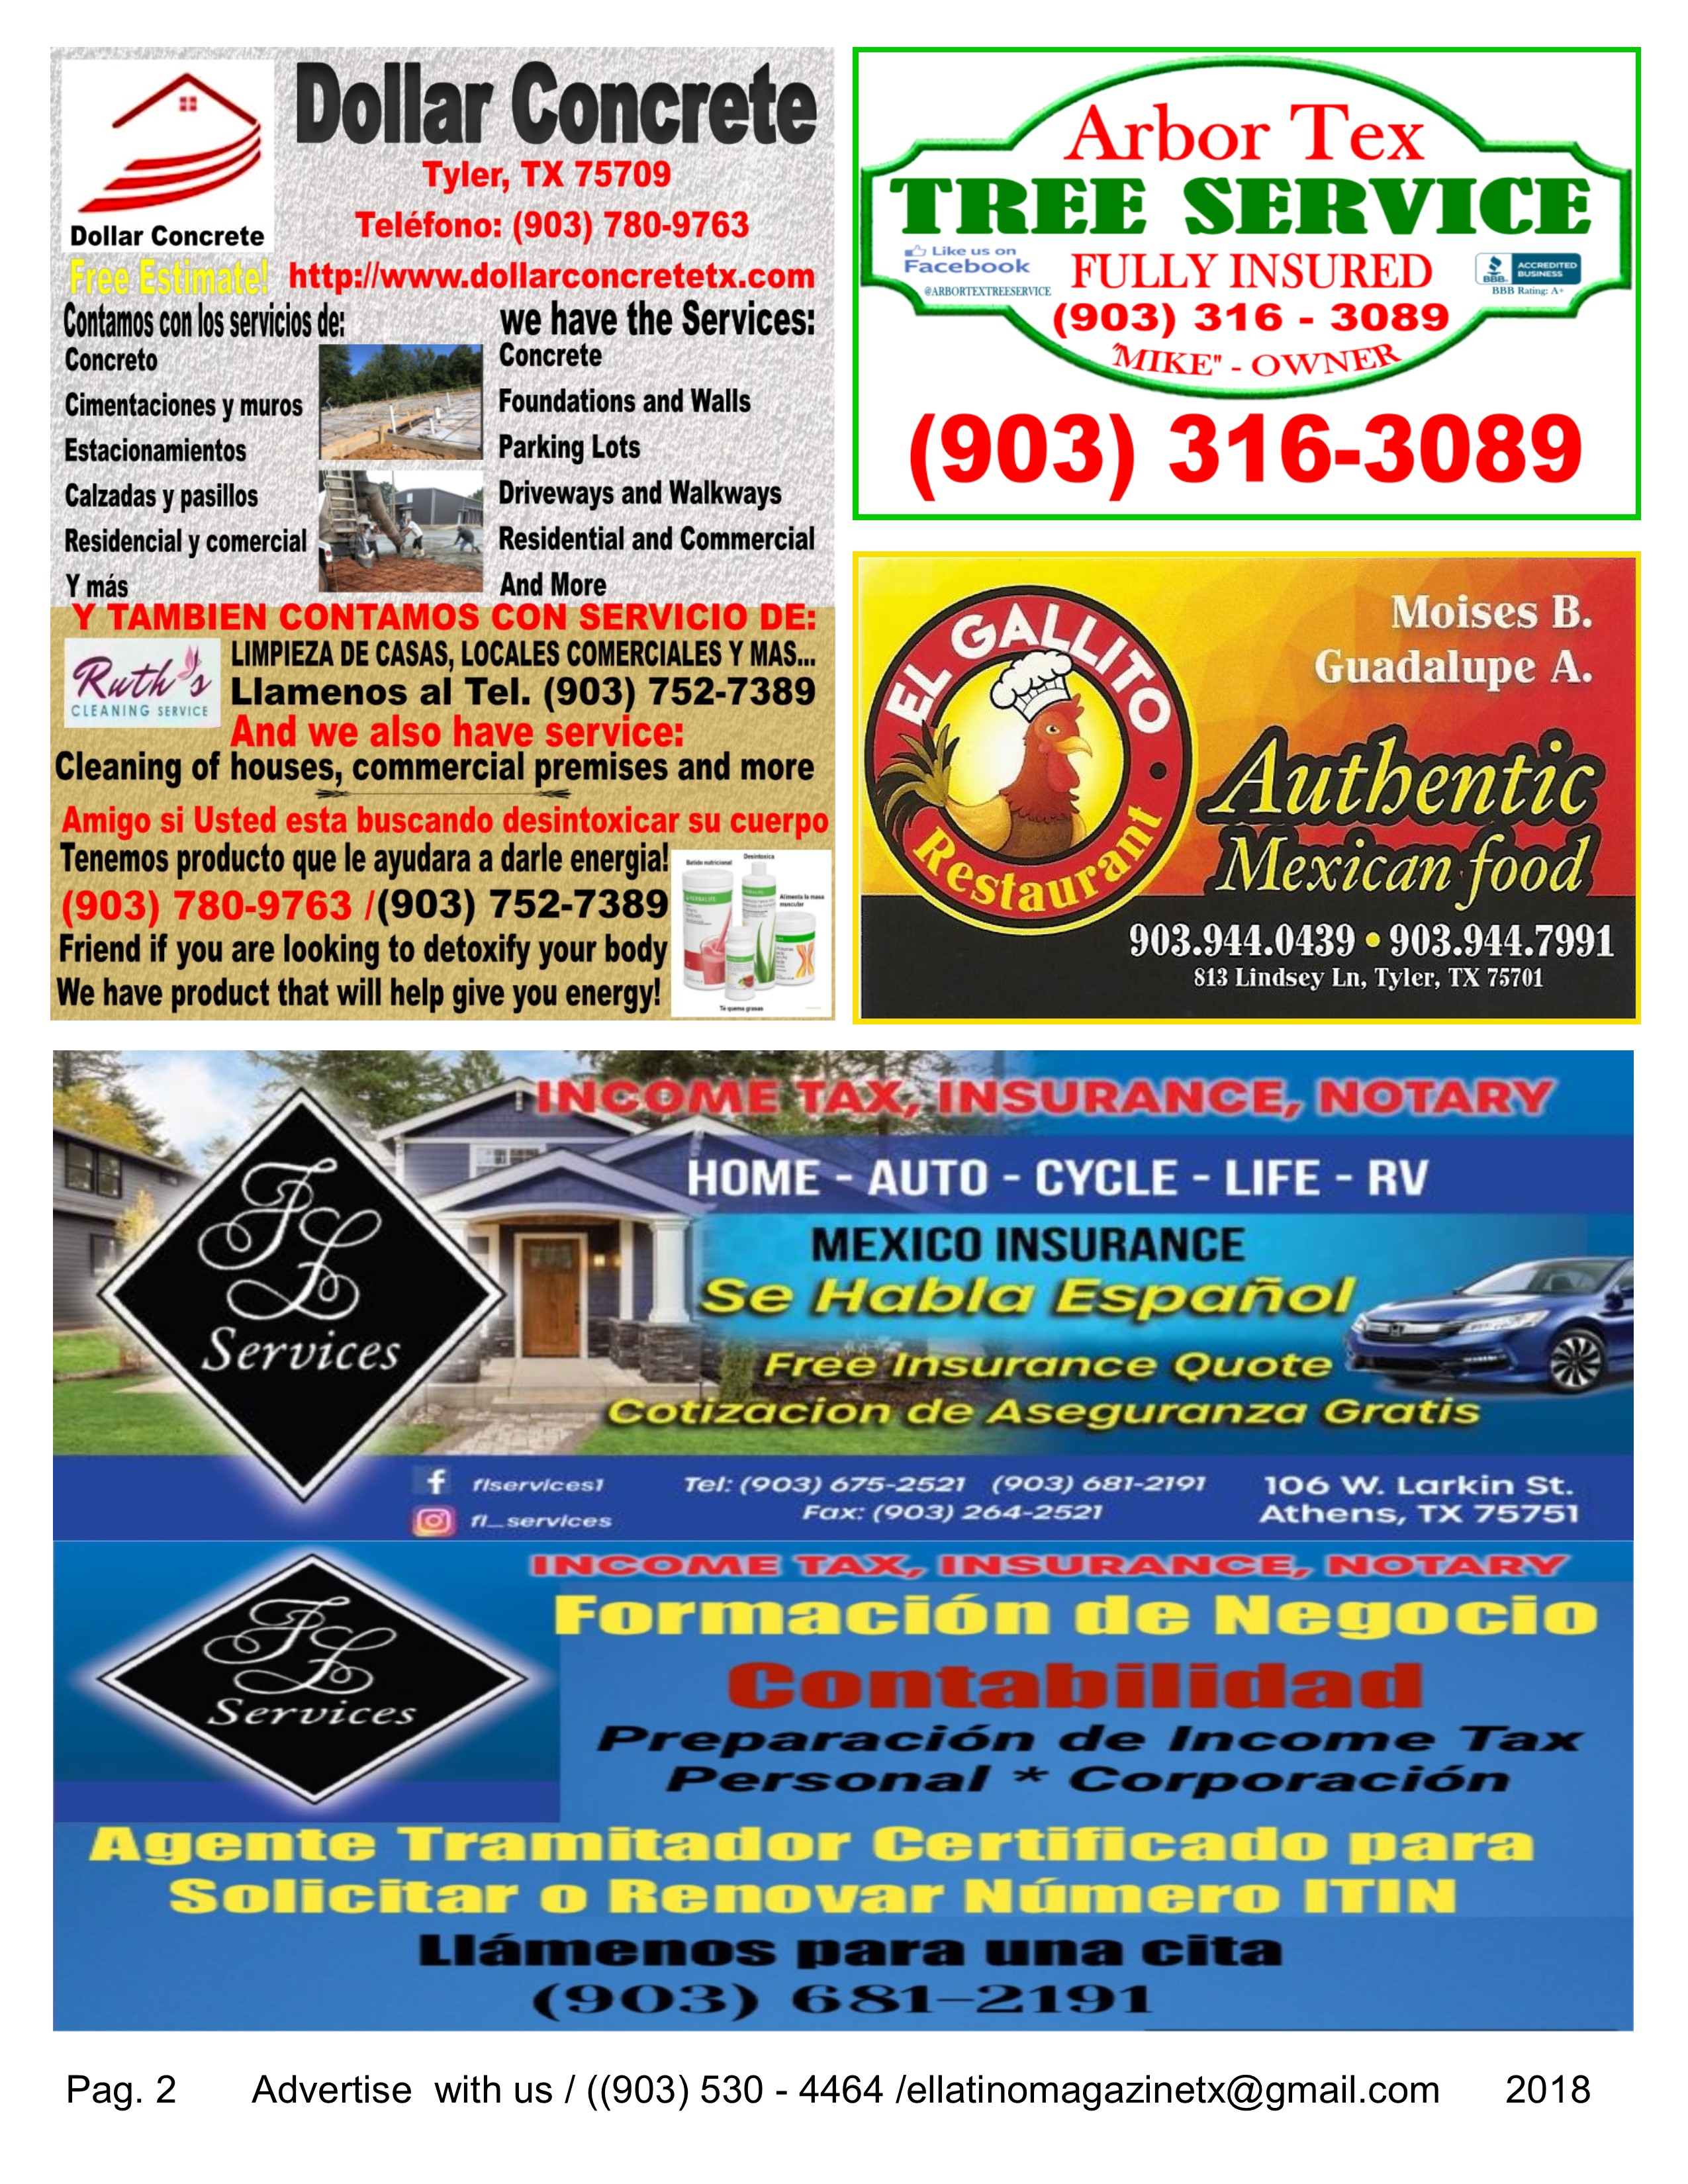 Dollar Concrete
Dollar Concrete
Tyler, TX 75709
Teléfono: (903) 780-9763
Free Estimate! http://www.dollarconcretetx.com
Contamos con los servicios de:
Concreto
Cimentaciones y muros
Estacionamientos
Calzadas y pasillos
Residencial y comercial
Y más
we have the Services:
Concrete
Foundations and Walls
Parking Lots
Driveways and Walkways
Residential and Commercial
And More
Y TAMBIEN CONTAMOS CON SERVICIO DE:
Ruth's
CLEANING SERVICE
LIMPIEZA DE CASAS, LOCALES COMERCIALES Y MAS...
Llamenos al Tel. (903) 752-7389
And we also have service:
Cleaning of houses, commercial premises and more
Amigo si Usted esta buscando desintoxicar su cuerpo
Tenemos producto que le ayudara a darle energia!
(903) 780-9763 /(903) 752-7389
Friend if you are looking to detoxify your body
We have product that will help give you energy!
Batido nutricional
Desintoxica
Alimenta la masa
muscular
HERBALIFE
Té quema grasas
Arbor Tex
TREE SERVICE
Like us on
Facebook
@ARBORTEXTREESERVICE
FULLY INSURED
BBB.
ACCREDITED
BUSINESS
BBB Rating: A+
(903) 316 - 3089
"MIKE" - OWNER
(903) 316-3089
EL GALLITO
Restaurant
Moises B.
Guadalupe A.
Authentic
Mexican food
903.944.0439 • 903.944.7991
813 Lindsey Ln, Tyler, TX 75701
INCOME TAX, INSURANCE, NOTARY
FL
Services
HOME - AUTO - CYCLE - LIFE - RV
MEXICO INSURANCE
Se Habla Español
Free Insurance Quote
Cotizacion de Aseguranza Gratis
flservices1
fl_services
Tel: (903) 675-2521 (903) 681-2191
Fax: (903) 264-2521
106 W. Larkin St.
Athens, TX 75751
INCOME TAX, INSURANCE, NOTARY
FL
Services
Formación de Negocio
Contabilidad
Preparación de Income Tax
Personal * Corporación
Agente Tramitador Certificado para
Solicitar o Renovar Número ITIN
Llámenos para una cita
(903) 681-2191
Pag. 2 Advertise with us / ((903) 530 - 4464 /ellatinomagazinetx@gmail.com 2018